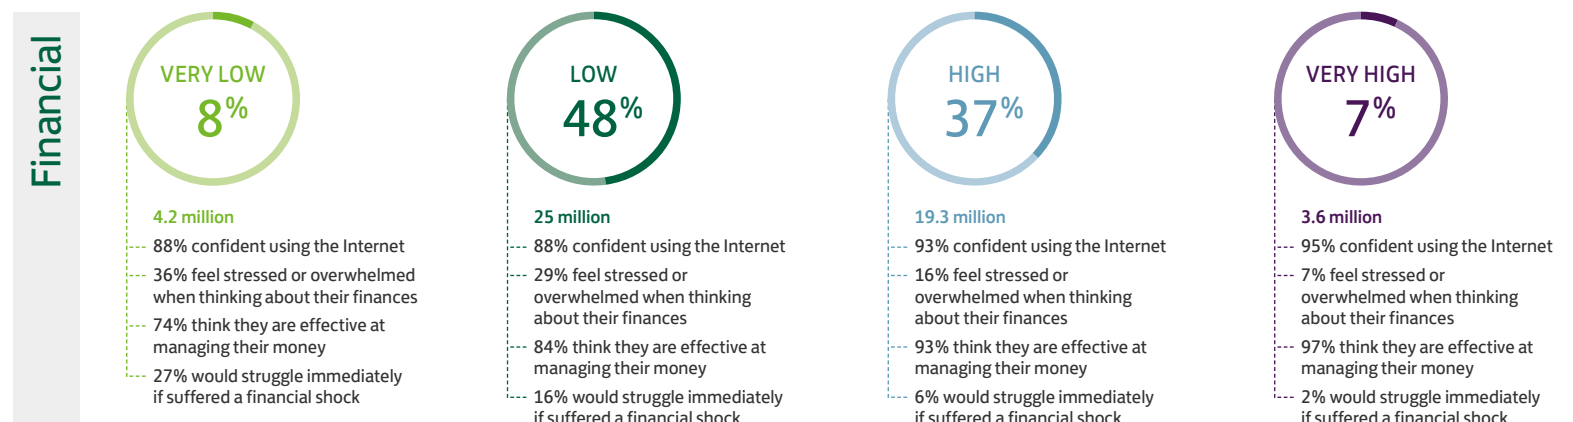 Financial
VERY LOW
8%
4.2 million
88% confident using the Internet
36% feel stressed or overwhelmed
when thinking about their finances
74% think they are effective at
managing their money
27% would struggle immediately
if suffered a financial shock
LOW
48%
25 million
88% confident using the Internet
29% feel stressed or
overwhelmed when thinking
about their finances
84% think they are effective at
managing their money
16% would struggle immediately
if suffered a financial shock
HIGH
37%
19.3 million
93% confident using the Internet
16% feel stressed or
overwhelmed when thinking
about their finances
93% think they are effective at
managing their money
6% would struggle immediately
if suffered a financial shock
VERY HIGH
7%
3.6 million
95% confident using the Internet
7% feel stressed or
overwhelmed when thinking
about their finances
97% think they are effective at
managing their money
2% would struggle immediately
if suffered a financial shock